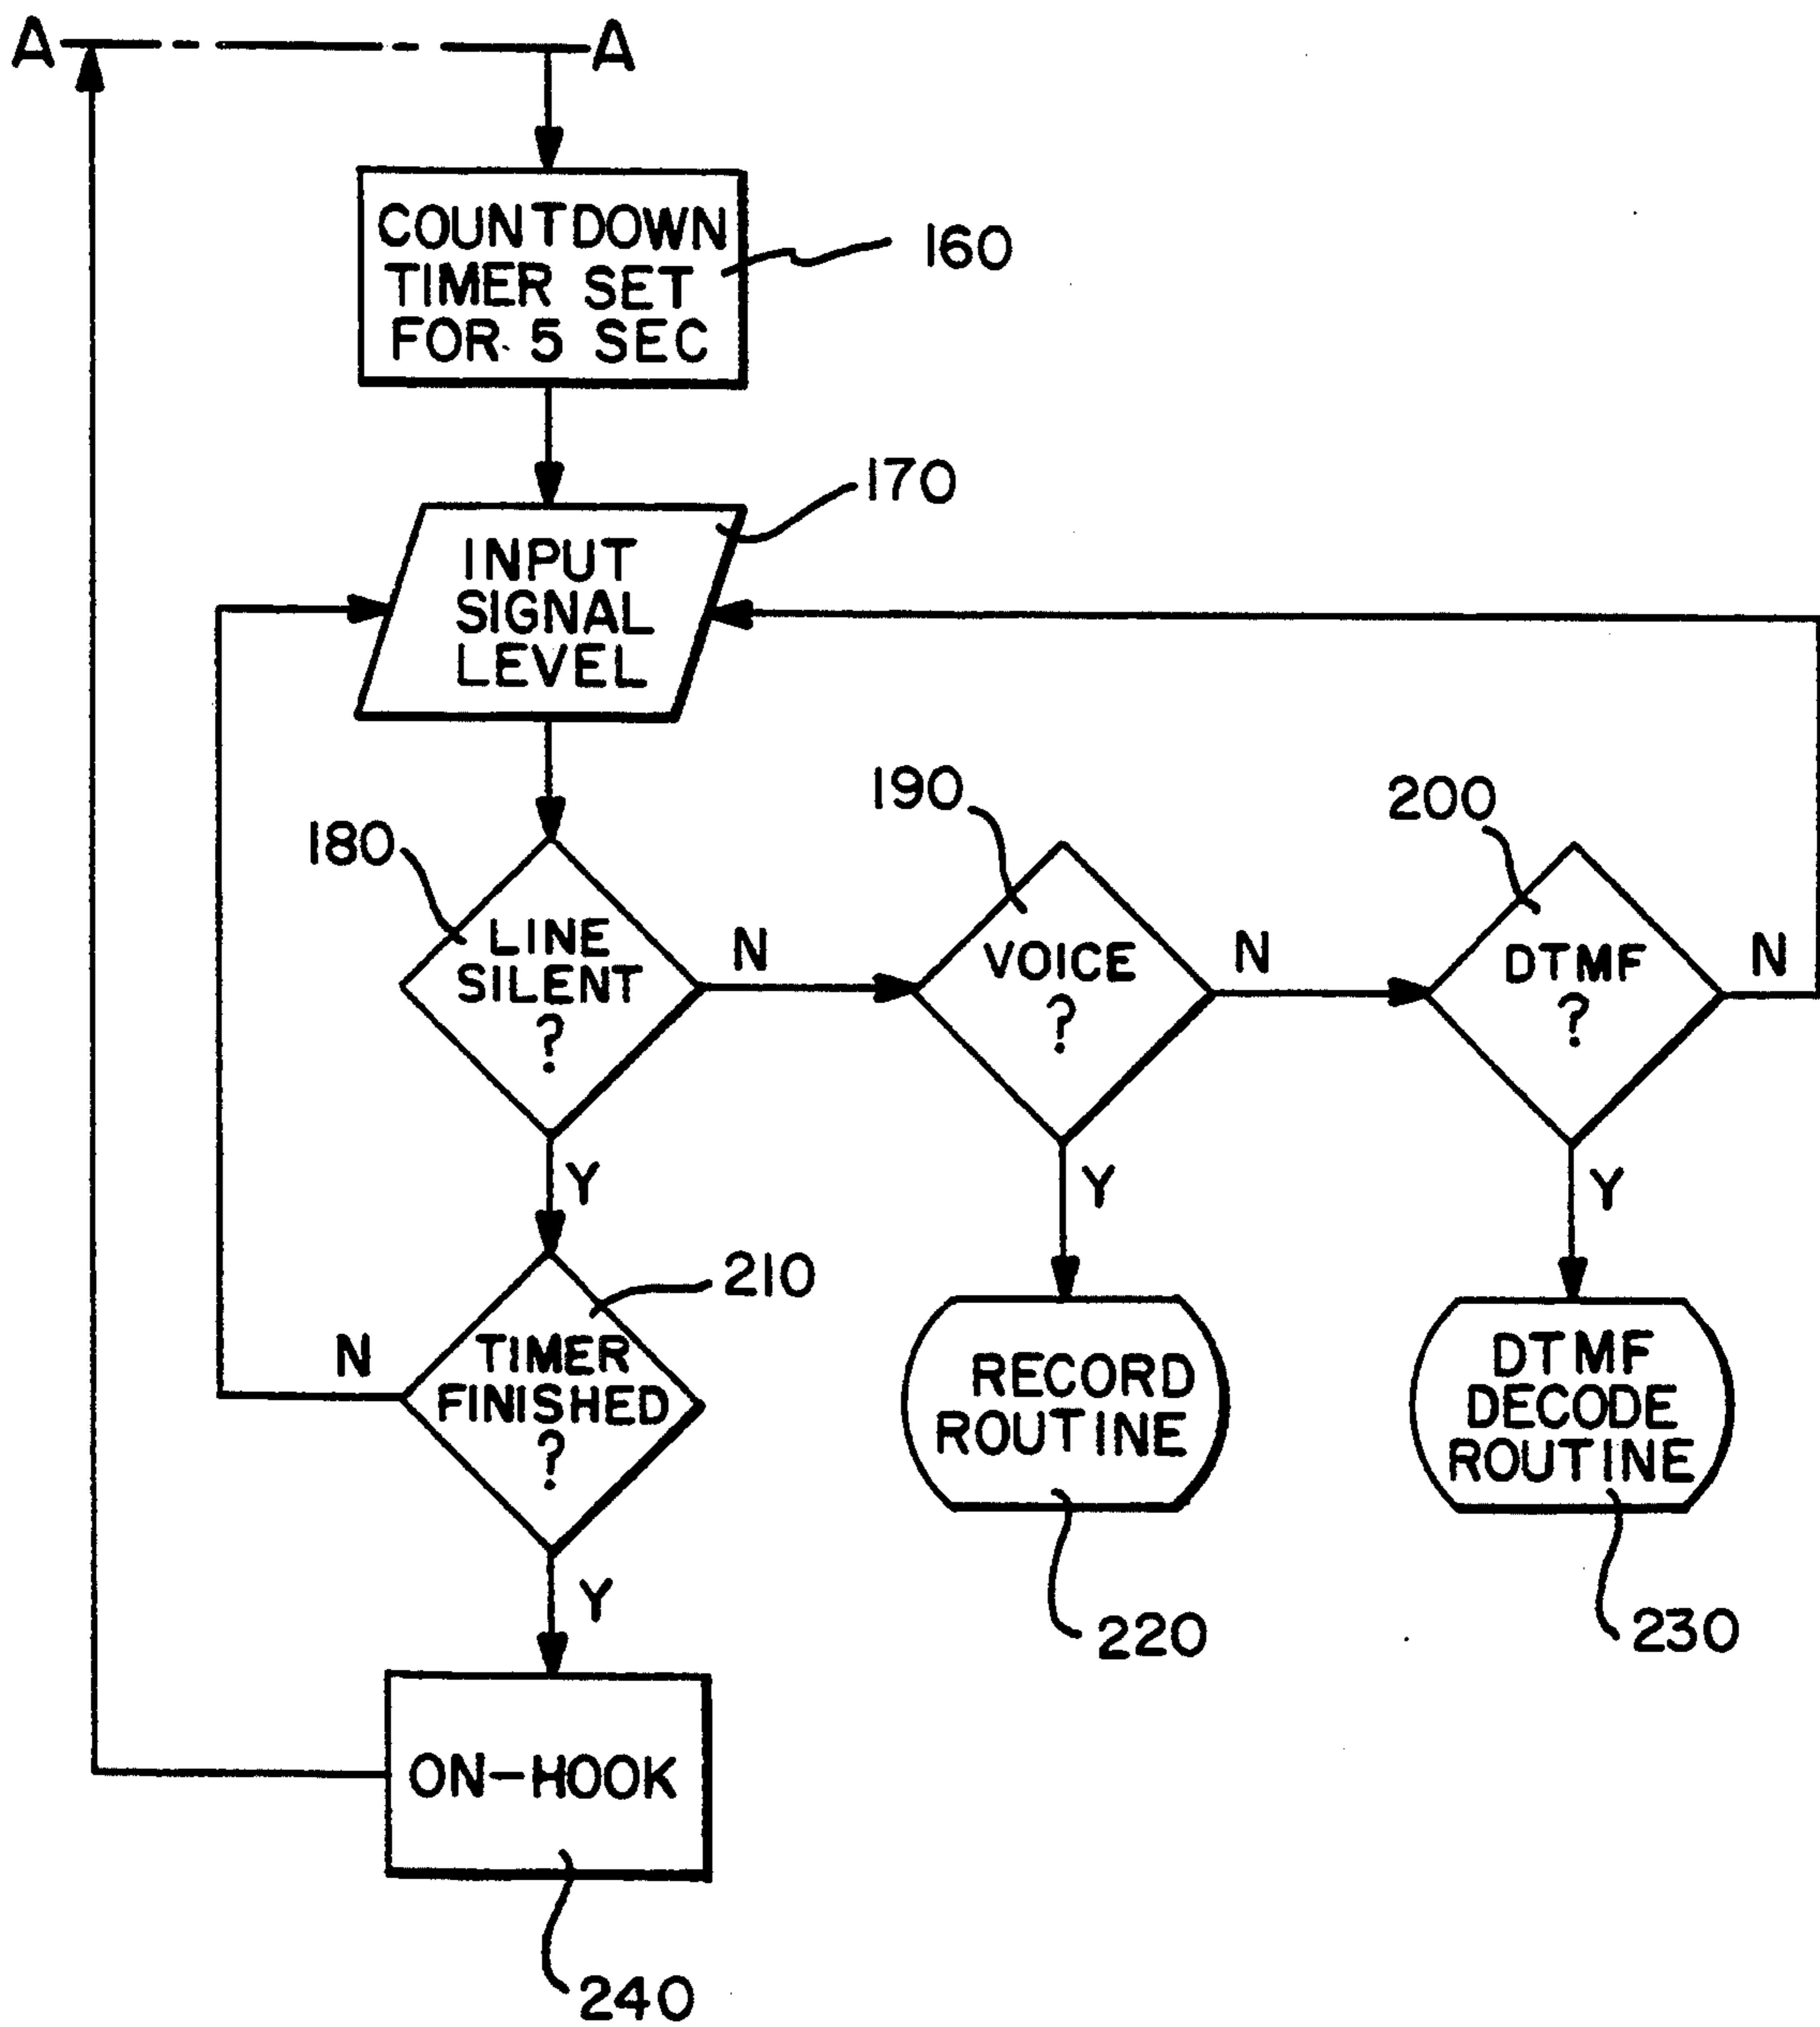 A A
COUNTDOWN
TIMER SET
FOR 5 SEC
160
170
INPUT
SIGNAL
LEVEL
180
190
200
LINE
SILENT
?
N
VOICE
?
N
DTMF
?
N
Y
Y
Y
210
N
TIMER
FINISHED
?
RECORD
ROUTINE
DTMF
DECODE
ROUTINE
Y
220
230
ON-HOOK
240